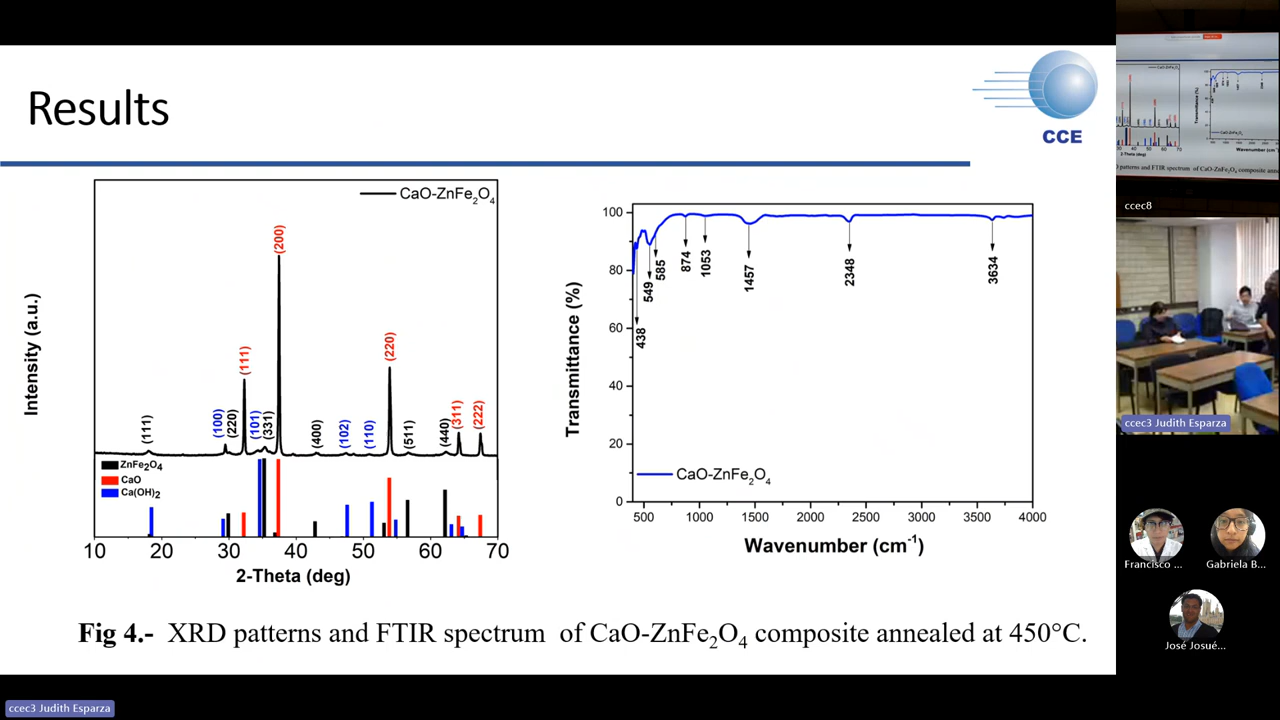 Results
CCE
CaO-ZnFe₂O₄
(200)
(111)
(220)
(111)
(100)
(220)
(101)
(331)
(400)
(102)
(110)
(511)
(440)
(311)
(222)
Intensity (a.u.)
ZnFe₂O₄
CaO
Ca(OH)₂
10 20 30 40 50 60 70
2-Theta (deg)
100
80
60
40
20
0
Transmittance (%)
438
549
585
874
1053
1457
2348
3634
CaO-ZnFe₂O₄
500 1000 1500 2000 2500 3000 3500 4000
Wavenumber (cm⁻¹)
Fig 4.- XRD patterns and FTIR spectrum of CaO-ZnFe₂O₄ composite annealed at 450°C.
ccec3 Judith Esparza
ccec8
ccec3 Judith Esparza
Francisco ...
Gabriela B...
José Josué...